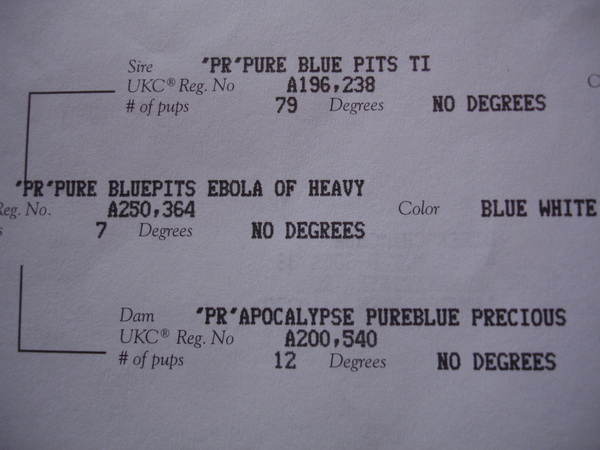 Sire 'PR'PURE BLUE PITS TI
UKC® Reg. No A196,238
# of pups 79 Degrees NO DEGREES
C
'PR'PURE BLUEPITS EBOLA OF HEAVY
Reg. No. A250,364 Color BLUE WHITE
s 7 Degrees NO DEGREES
Dam 'PR'APOCALYPSE PUREBLUE PRECIOUS
UKC® Reg. No A200,540
# of pups 12 Degrees NO DEGREES